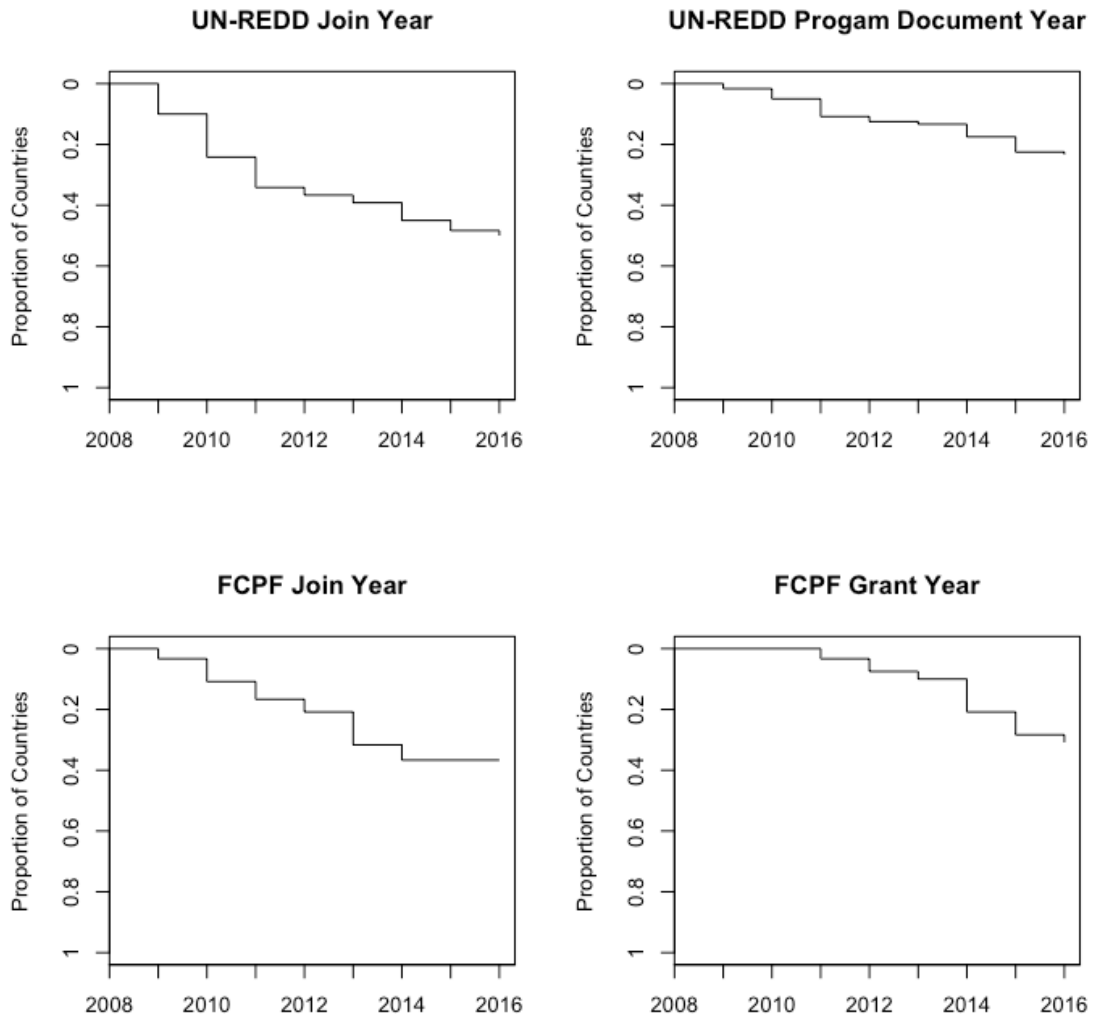 UN-REDD Join Year
Proportion of Countries
0
0.2
0.4
0.6
0.8
1
2008 2010 2012 2014 2016
UN-REDD Progam Document Year
Proportion of Countries
0
0.2
0.4
0.6
0.8
1
2008 2010 2012 2014 2016
FCPF Join Year
Proportion of Countries
0
0.2
0.4
0.6
0.8
1
2008 2010 2012 2014 2016
FCPF Grant Year
Proportion of Countries
0
0.2
0.4
0.6
0.8
1
2008 2010 2012 2014 2016